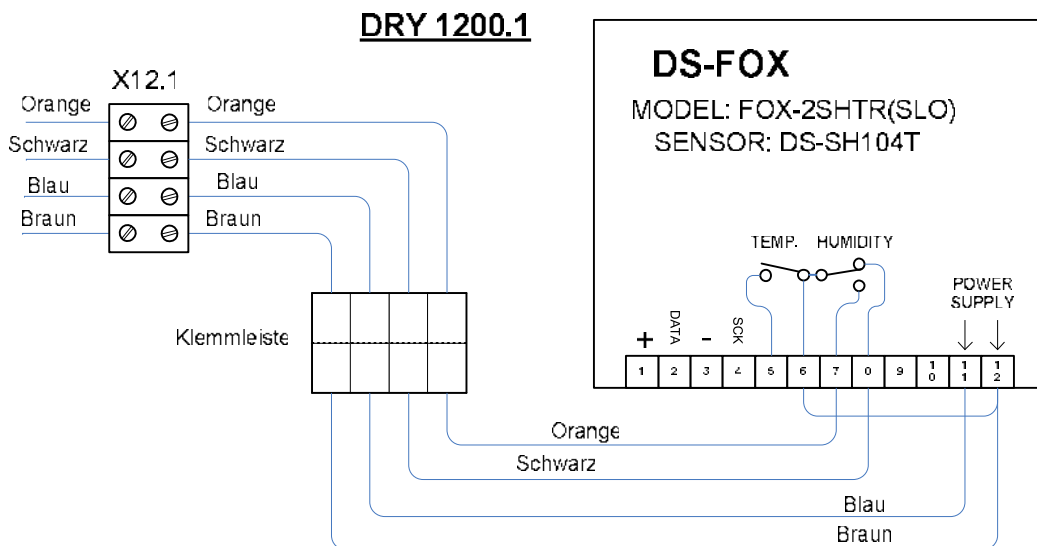 DRY 1200.1
DS-FOX
MODEL: FOX-2SHTR(SLO)
SENSOR: DS-SH104T
X12.1
Orange
Orange
Schwarz
Schwarz
Blau
Blau
Braun
Braun
TEMP. HUMIDITY
POWER
SUPPLY
Klemmleiste
+ DATA - SCK
1 2 3 4 5 6 7 8 9 10 11 12
Orange
Schwarz
Blau
Braun